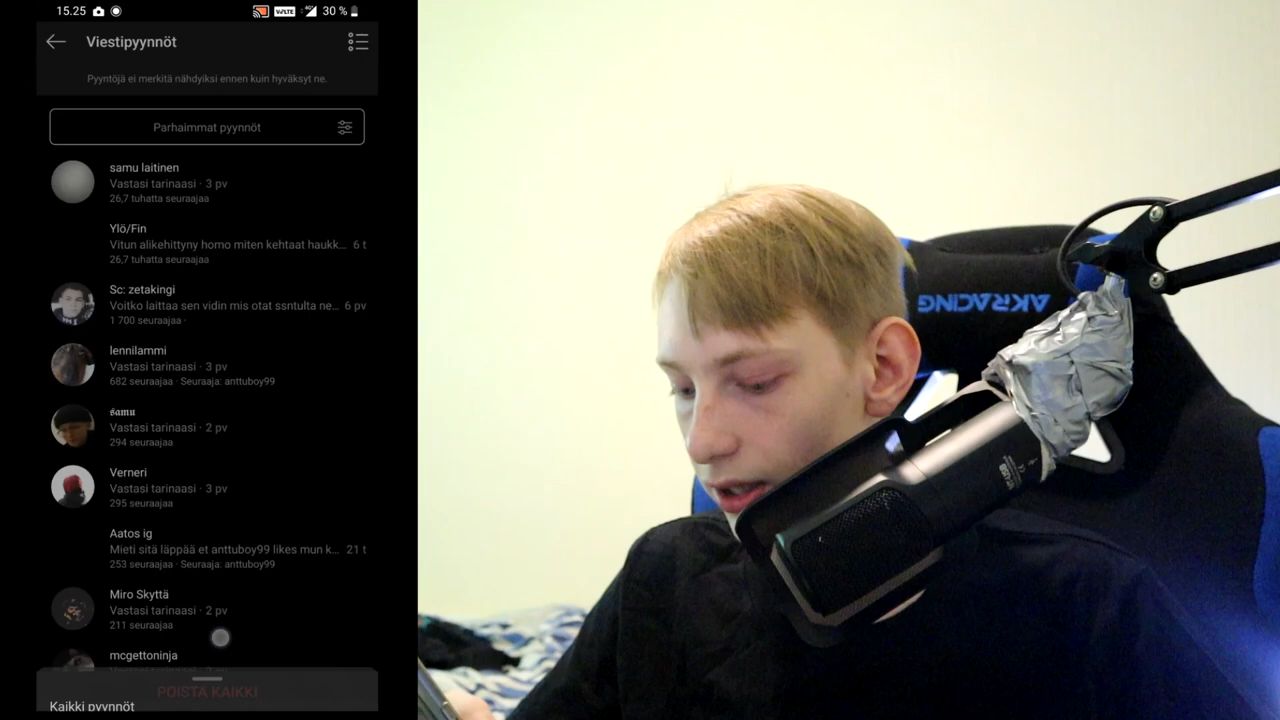 15.25
VoLTE
4G+
30 %
Viestipyynnöt
Pyyntöjä ei merkitä nähdyiksi ennen kuin hyväksyt ne.
Parhaimmat pyynnöt
samu laitinen
Vastasi tarinaasi · 3 pv
26,7 tuhatta seuraajaa
Ylö/Fin
Vitun alikehittyny homo miten kehtaat haukk... 6 t
26,7 tuhatta seuraajaa
Sc: zetakingi
Voitko laittaa sen vidin mis otat ssntulta ne... 6 pv
1 700 seuraajaa ·
lennilammi
Vastasi tarinaasi · 3 pv
682 seuraajaa · Seuraaja: anttuboy99
𝖘𝖆𝖒𝖚
Vastasi tarinaasi · 2 pv
294 seuraajaa
Verneri
Vastasi tarinaasi · 3 pv
295 seuraajaa
Aatos ig
Mieti sitä läppää et anttuboy99 likes mun k... 21 t
253 seuraajaa · Seuraaja: anttuboy99
Miro Skyttä
Vastasi tarinaasi · 2 pv
211 seuraajaa
mcgettoninja
POISTA KAIKKI
Kaikki pyynnöt
AKRACING